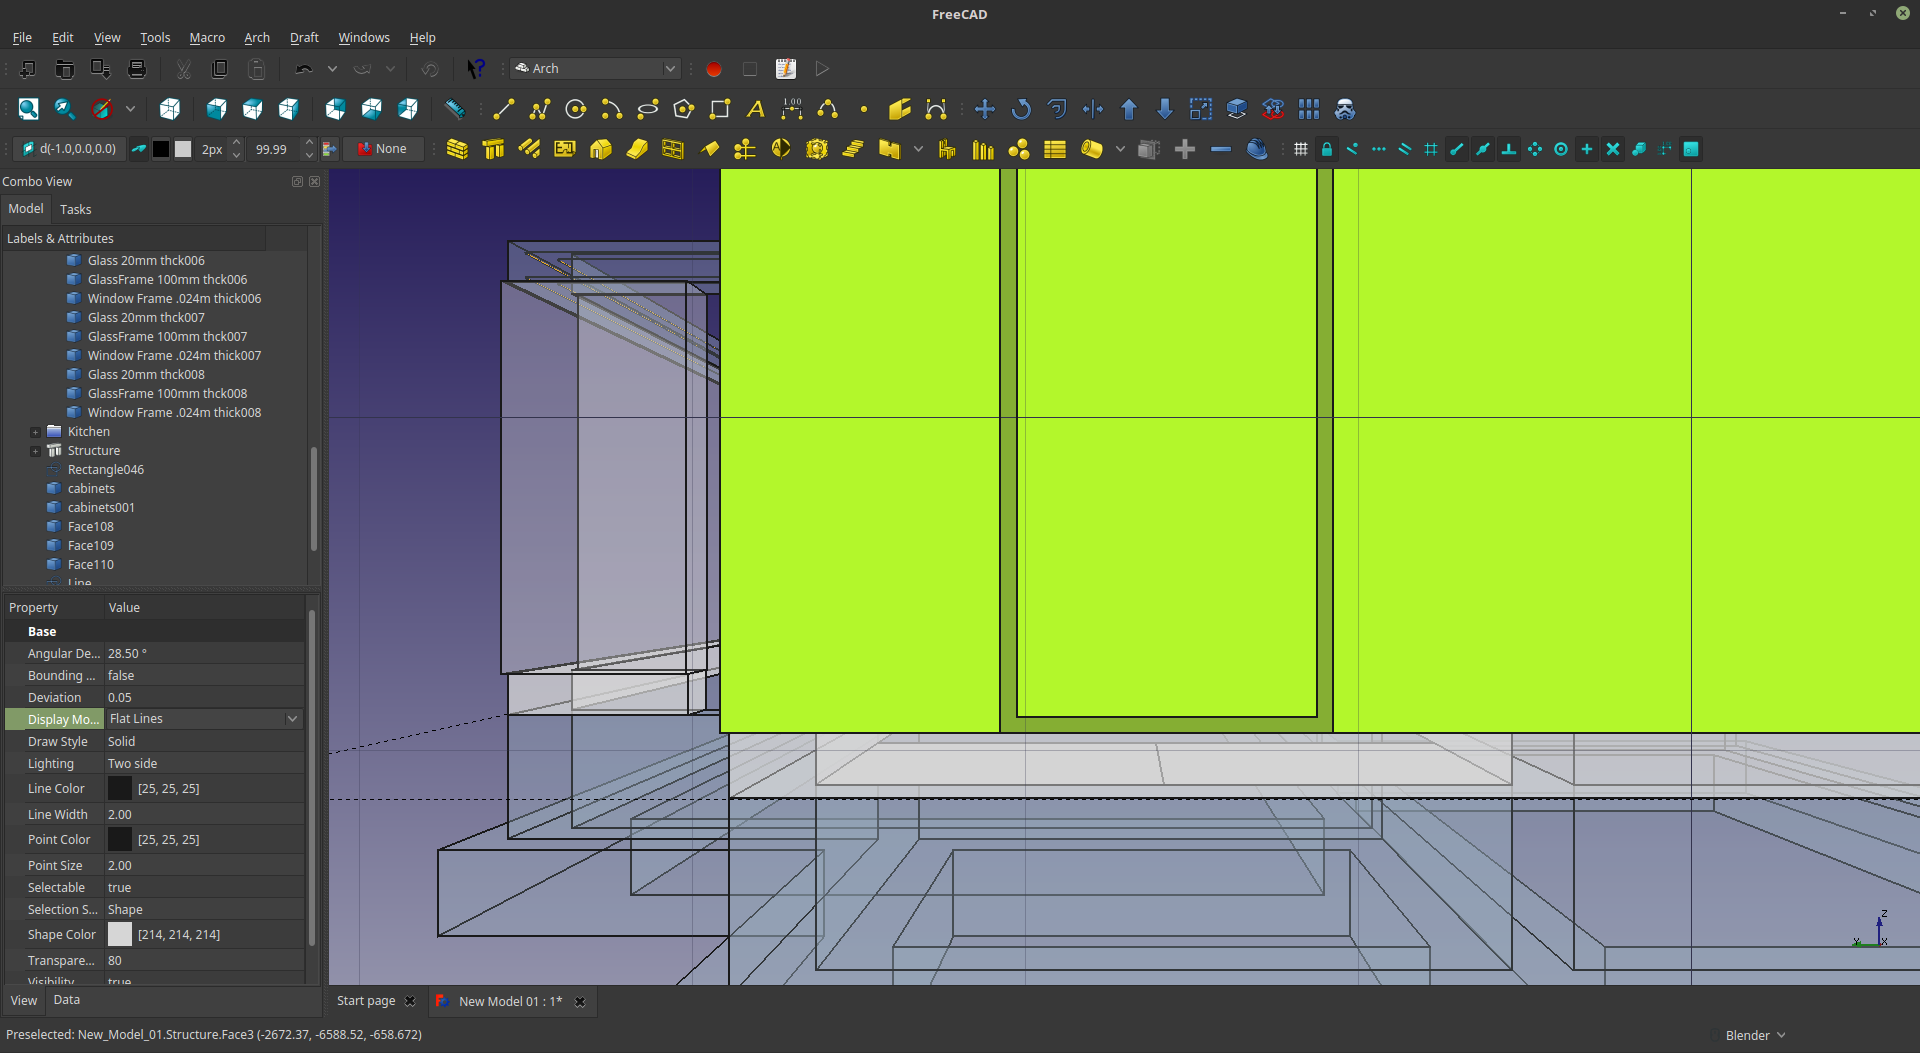 FreeCAD
File Edit View Tools Macro Arch Draft Windows Help
Arch
A 1.00
d(-1.0,0.0,0.0) 2px 99.99 None
Combo View
Model Tasks
Labels & Attributes
Glass 20mm thck006
GlassFrame 100mm thck006
Window Frame .024m thick006
Glass 20mm thck007
GlassFrame 100mm thck007
Window Frame .024m thick007
Glass 20mm thck008
GlassFrame 100mm thck008
Window Frame .024m thick008
Kitchen
Structure
Rectangle046
cabinets
cabinets001
Face108
Face109
Face110
Line
Property Value
Base
Angular De... 28.50 °
Bounding ... false
Deviation 0.05
Display Mo... Flat Lines
Draw Style Solid
Lighting Two side
Line Color [25, 25, 25]
Line Width 2.00
Point Color [25, 25, 25]
Point Size 2.00
Selectable true
Selection S... Shape
Shape Color [214, 214, 214]
Transpare... 80
Visibility true
View Data
Z
Y X
Start page New Model 01 : 1*
Preselected: New_Model_01.Structure.Face3 (-2672.37, -6588.52, -658.672)
Blender